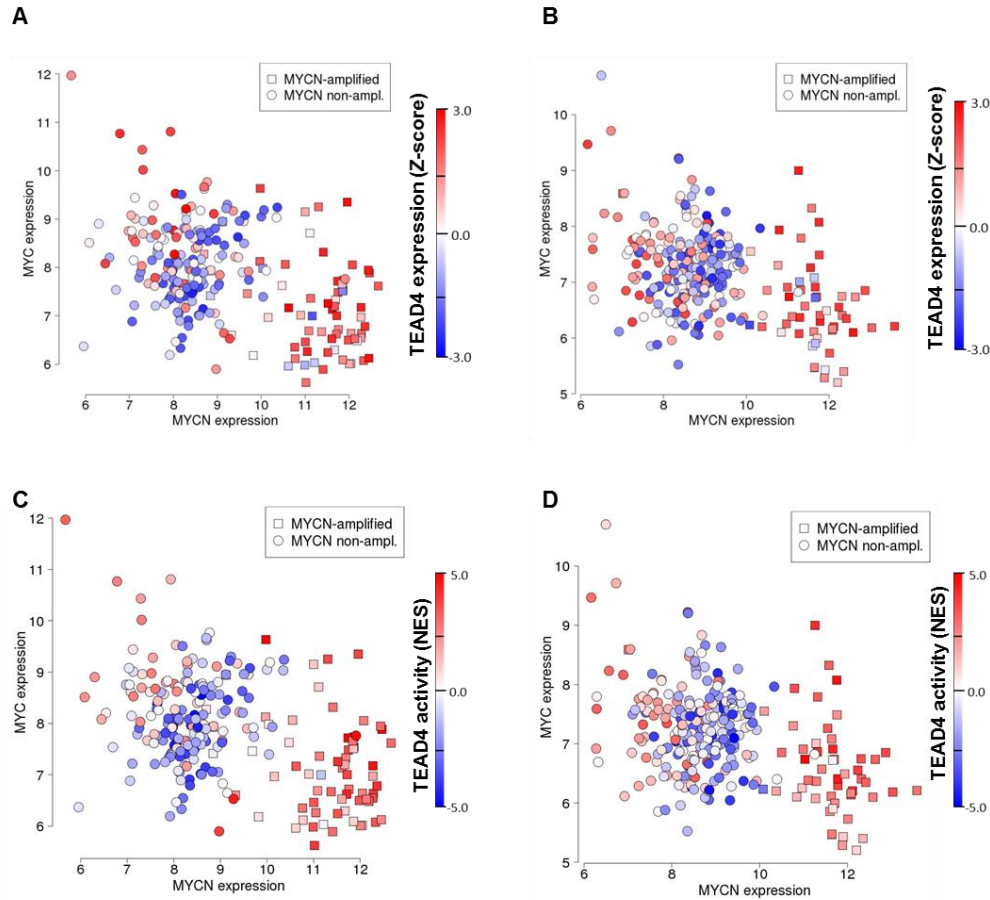 A
MYCN-amplified
MYCN non-ampl.
12
11
10
9
8
7
6
MYC expression
6 7 8 9 10 11 12
MYCN expression
3.0
0.0
-3.0
TEAD4 expression (Z-score)
B
MYCN-amplified
MYCN non-ampl.
10
9
8
7
6
5
MYC expression
6 8 10 12
MYCN expression
3.0
0.0
-3.0
TEAD4 expression (Z-score)
C
MYCN-amplified
MYCN non-ampl.
12
11
10
9
8
7
6
MYC expression
6 7 8 9 10 11 12
MYCN expression
5.0
0.0
-5.0
TEAD4 activity (NES)
D
MYCN-amplified
MYCN non-ampl.
10
9
8
7
6
5
MYC expression
6 8 10 12
MYCN expression
5.0
0.0
-5.0
TEAD4 activity (NES)